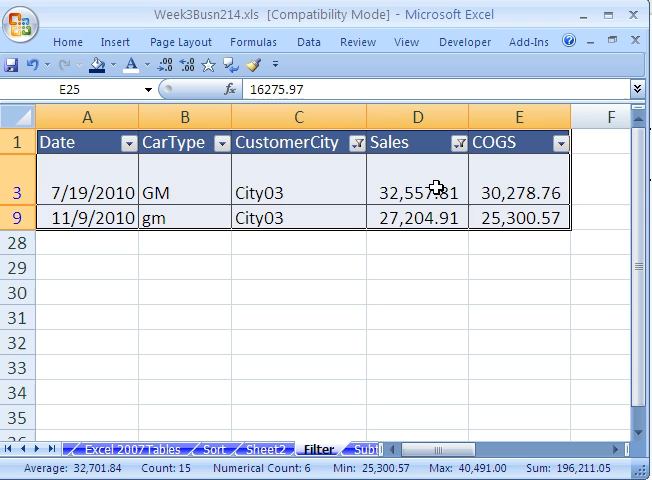 Week3Busn214.xls [Compatibility Mode] - Microsoft Excel
Home Insert Page Layout Formulas Data Review View Developer Add-Ins
E25 fx 16275.97
A B C D E F
1 Date CarType CustomerCity Sales COGS
3 7/19/2010 GM City03 32,557.81 30,278.76
9 11/9/2010 gm City03 27,204.91 25,300.57
28
29
30
31
32
33
34
35
Excel 2007Tables Sort Sheet2 Filter
Average: 32,701.84 Count: 15 Numerical Count: 6 Min: 25,300.57 Max: 40,491.00 Sum: 196,211.05